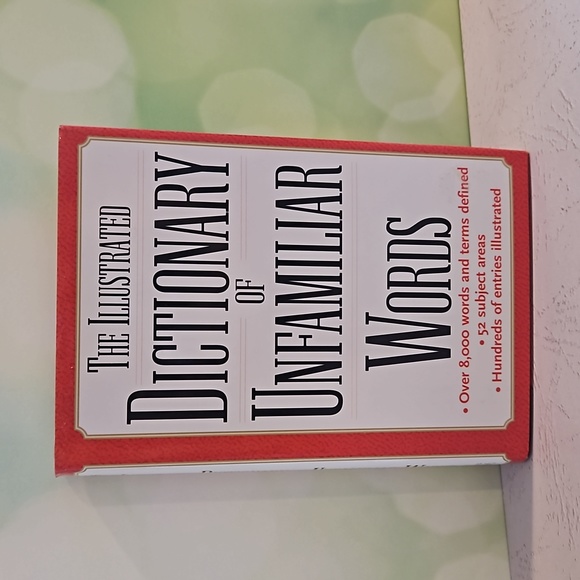 THE ILLUSTRATED
DICTIONARY
OF
UNFAMILIAR
WORDS
• Over 8,000 words and terms defined
• 52 subject areas
• Hundreds of entries illustrated